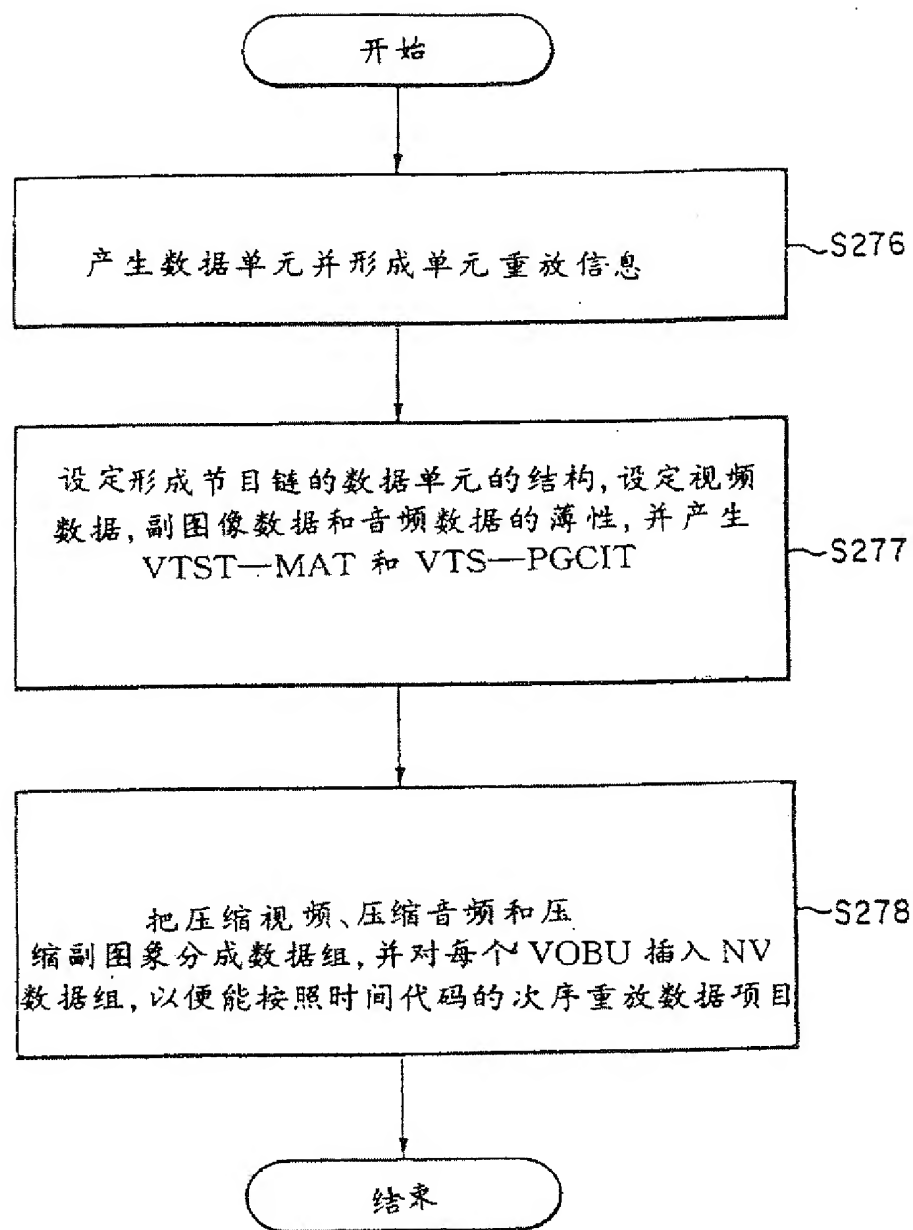 开始
产生数据单元并形成单元重放信息
S276
设定形成节目链的数据单元的结构,设定视频
数据,副图像数据和音频数据的薄性,并产生
VTST—MAT 和 VTS—PGCIT
S277
把压缩视频、压缩音频和压
缩副图象分成数据组,并对每个 VOBU 插入 NV
数据组,以便能按照时间代码的次序重放数据项目
S278
结束